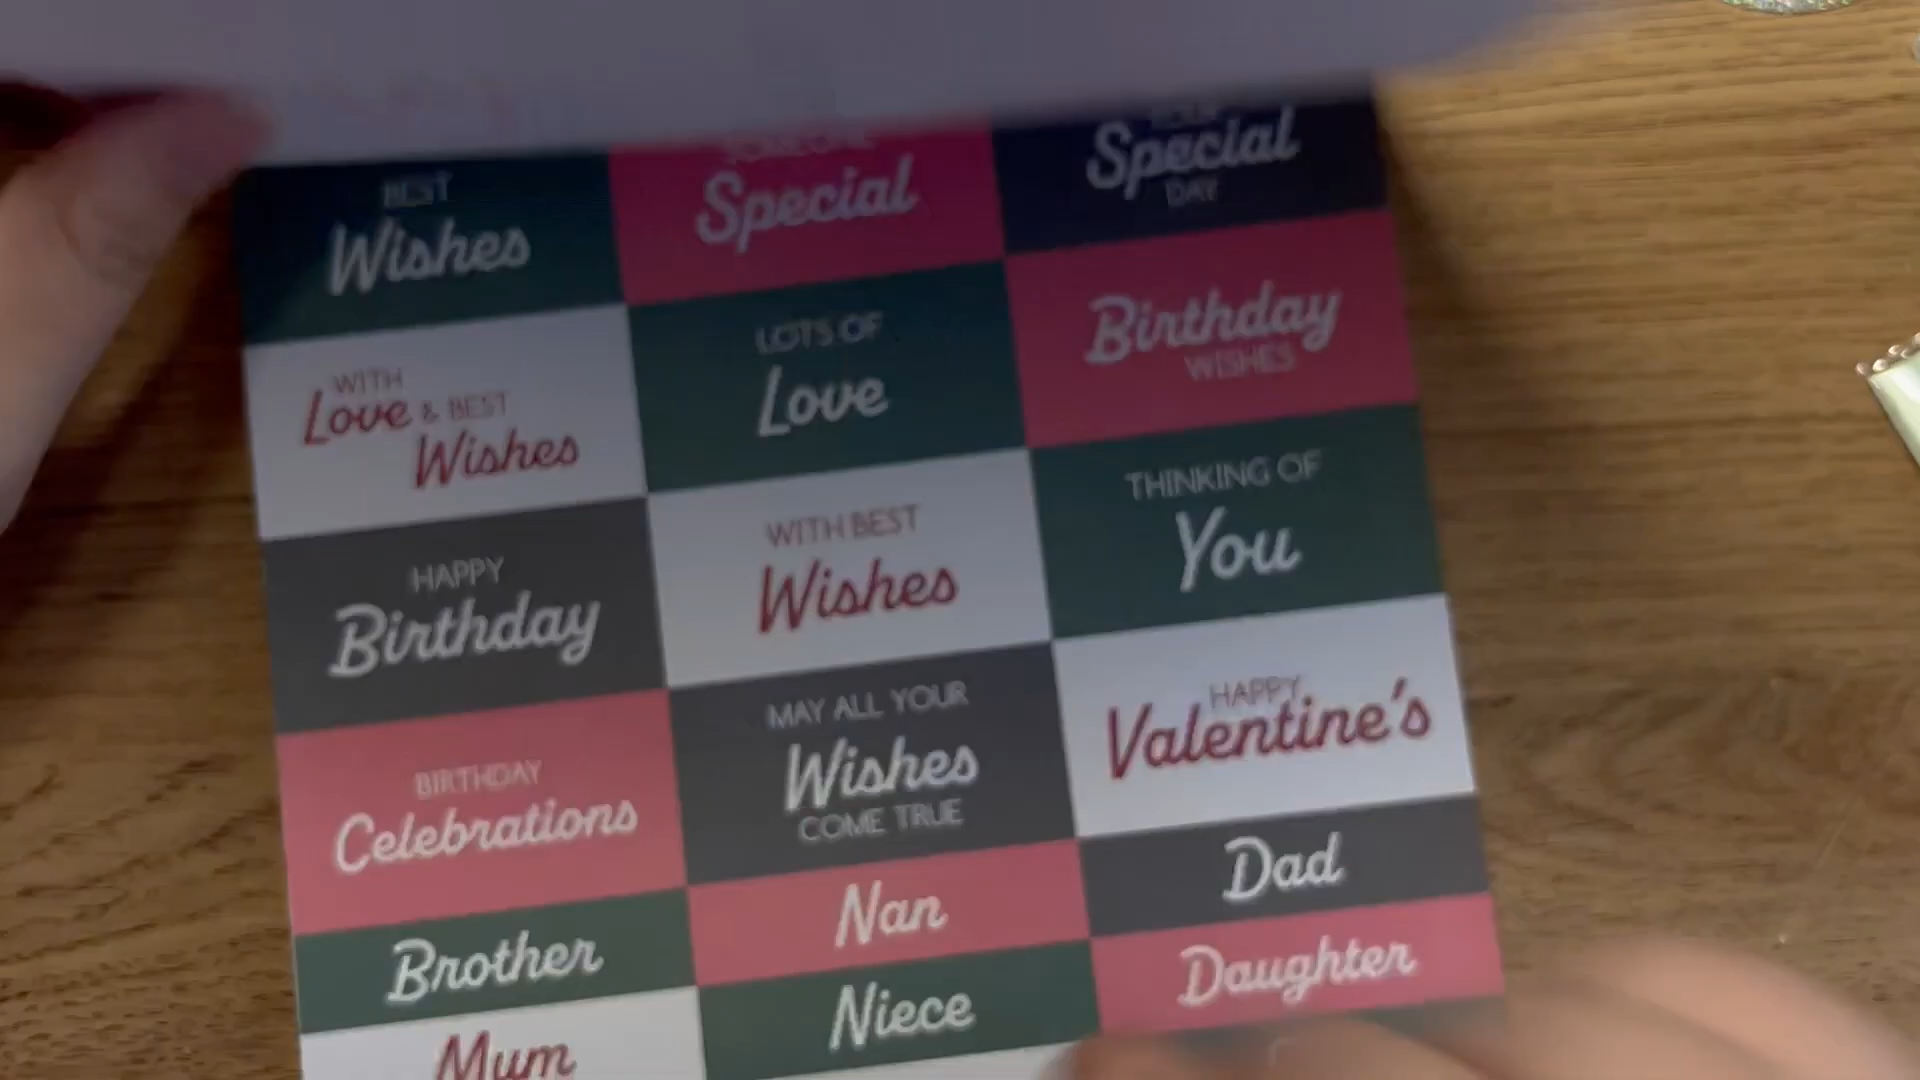 BEST
Wishes
Special
Special
DAY
WITH
Love & BEST
Wishes
LOTS OF
Love
Birthday
WISHES
HAPPY
Birthday
WITH BEST
Wishes
THINKING OF
You
BIRTHDAY
Celebrations
MAY ALL YOUR
Wishes
COME TRUE
HAPPY
Valentine's
Brother
Nan
Dad
Mum
Niece
Daughter